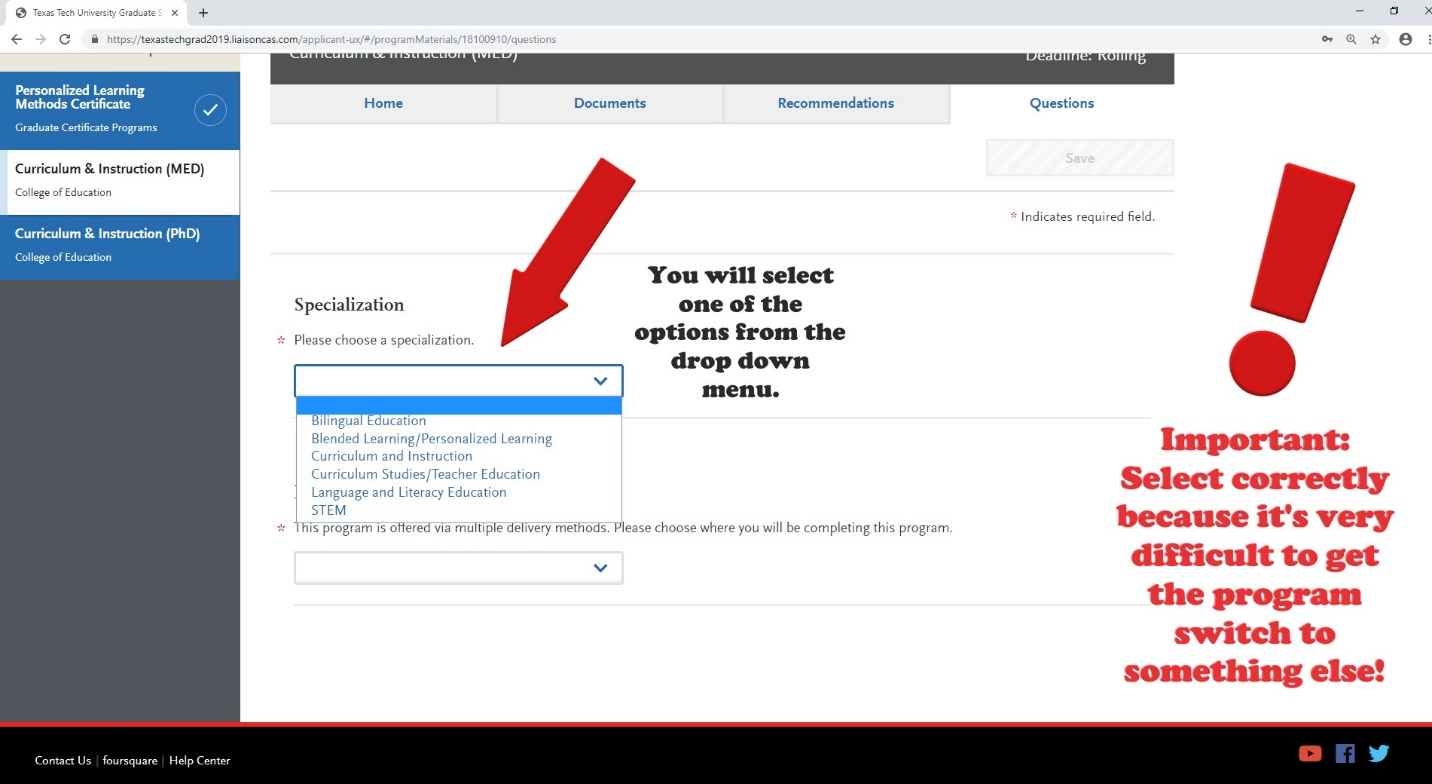 Texas Tech University Graduate S
https://texastechgrad2019.liaisoncas.com/applicant-ux/#/programMaterials/18100910/questions
Curriculum & Instruction (MED)
Deadline: Rolling
Personalized Learning
Methods Certificate
Graduate Certificate Programs
Curriculum & Instruction (MED)
College of Education
Curriculum & Instruction (PhD)
College of Education
Home
Documents
Recommendations
Questions
Save
* Indicates required field.
Specialization
* Please choose a specialization.
Bilingual Education
Blended Learning/Personalized Learning
Curriculum and Instruction
Curriculum Studies/Teacher Education
Language and Literacy Education
STEM
* This program is offered via multiple delivery methods. Please choose where you will be completing this program.
You will select
one of the
options from the
drop down
menu.
!
Important:
Select correctly
because it's very
difficult to get
the program
switch to
something else!
Contact Us | foursquare | Help Center